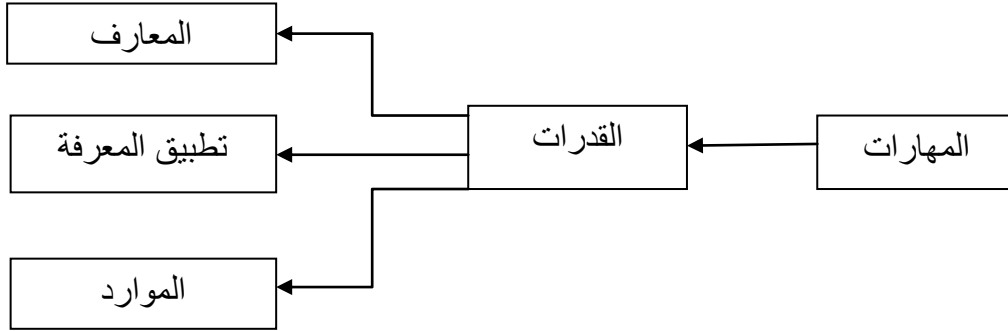 المهارات
القدرات
المعارف
تطبيق المعرفة
الموارد